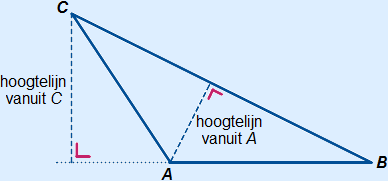 C
hoogtelijn
vanuit C
hoogtelijn
vanuit A
A
B